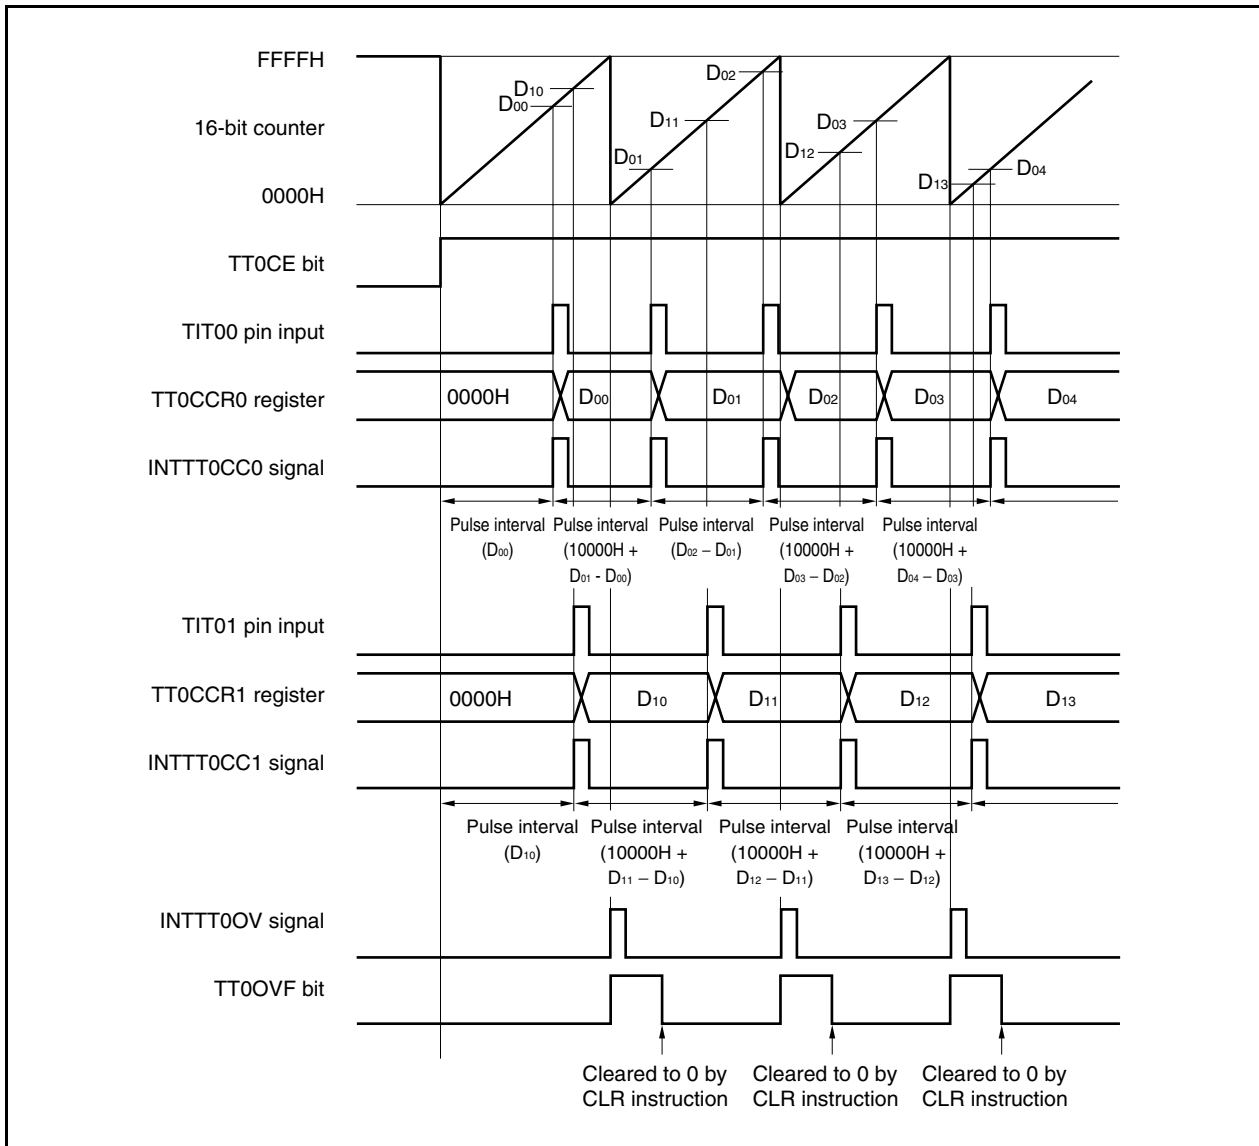 FFFFH
D02
D10
D00
D11
D03
16-bit counter
D12
D01
D04
D13
0000H
TT0CE bit
TIT00 pin input
TT0CCR0 register 0000H D00 D01 D02 D03 D04
INTTT0CC0 signal
Pulse interval Pulse interval Pulse interval Pulse interval Pulse interval
(D00) (10000H + (D02 – D01) (10000H + (10000H +
D01 - D00) D03 – D02) D04 – D03)
TIT01 pin input
TT0CCR1 register 0000H D10 D11 D12 D13
INTTT0CC1 signal
Pulse interval Pulse interval Pulse interval Pulse interval
(D10) (10000H + (10000H + (10000H +
D11 – D10) D12 – D11) D13 – D12)
INTTT0OV signal
TT0OVF bit
Cleared to 0 by Cleared to 0 by Cleared to 0 by
CLR instruction CLR instruction CLR instruction